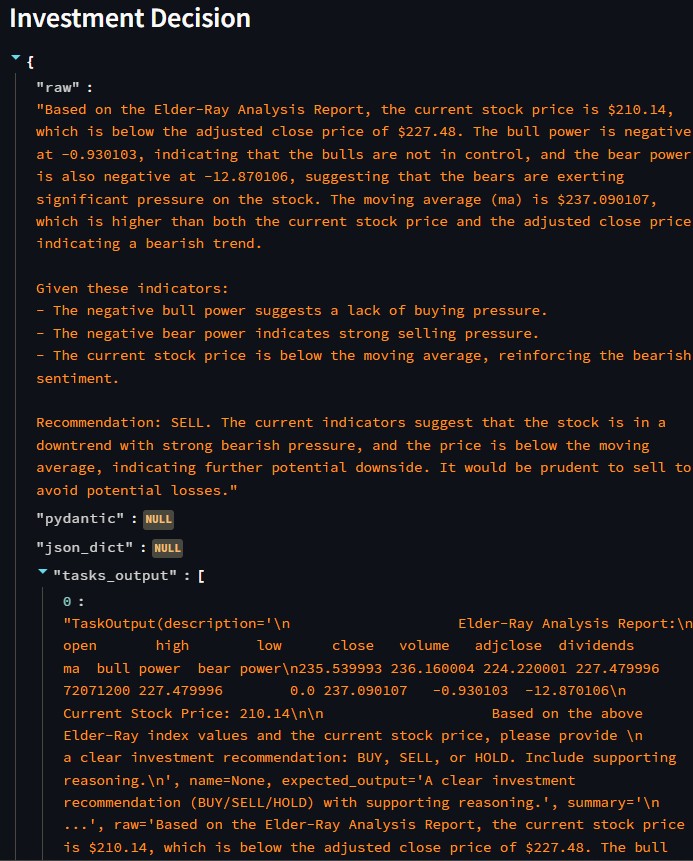 Investment Decision
{
"raw" :
"Based on the Elder-Ray Analysis Report, the current stock price is $210.14,
which is below the adjusted close price of $227.48. The bull power is negative
at -0.930103, indicating that the bulls are not in control, and the bear power
is also negative at -12.870106, suggesting that the bears are exerting
significant pressure on the stock. The moving average (ma) is $237.090107,
which is higher than both the current stock price and the adjusted close price
indicating a bearish trend.
Given these indicators:
- The negative bull power suggests a lack of buying pressure.
- The negative bear power indicates strong selling pressure.
- The current stock price is below the moving average, reinforcing the bearish
sentiment.
Recommendation: SELL. The current indicators suggest that the stock is in a
downtrend with strong bearish pressure, and the price is below the moving
average, indicating further potential downside. It would be prudent to sell to
avoid potential losses."
"pydantic" : NULL
"json_dict" : NULL
"tasks_output" : [
0 :
"TaskOutput(description='\n Elder-Ray Analysis Report:\n
open high low close volume adjclose dividends
ma bull power bear power\n235.539993 236.160004 224.220001 227.479996
72071200 227.479996 0.0 237.090107 -0.930103 -12.870106\n
Current Stock Price: 210.14\n\n Based on the above
Elder-Ray index values and the current stock price, please provide \n
a clear investment recommendation: BUY, SELL, or HOLD. Include supporting
reasoning.\n', name=None, expected_output='A clear investment
recommendation (BUY/SELL/HOLD) with supporting reasoning.', summary='\n
...', raw='Based on the Elder-Ray Analysis Report, the current stock price
is $210.14, which is below the adjusted close price of $227.48. The bull